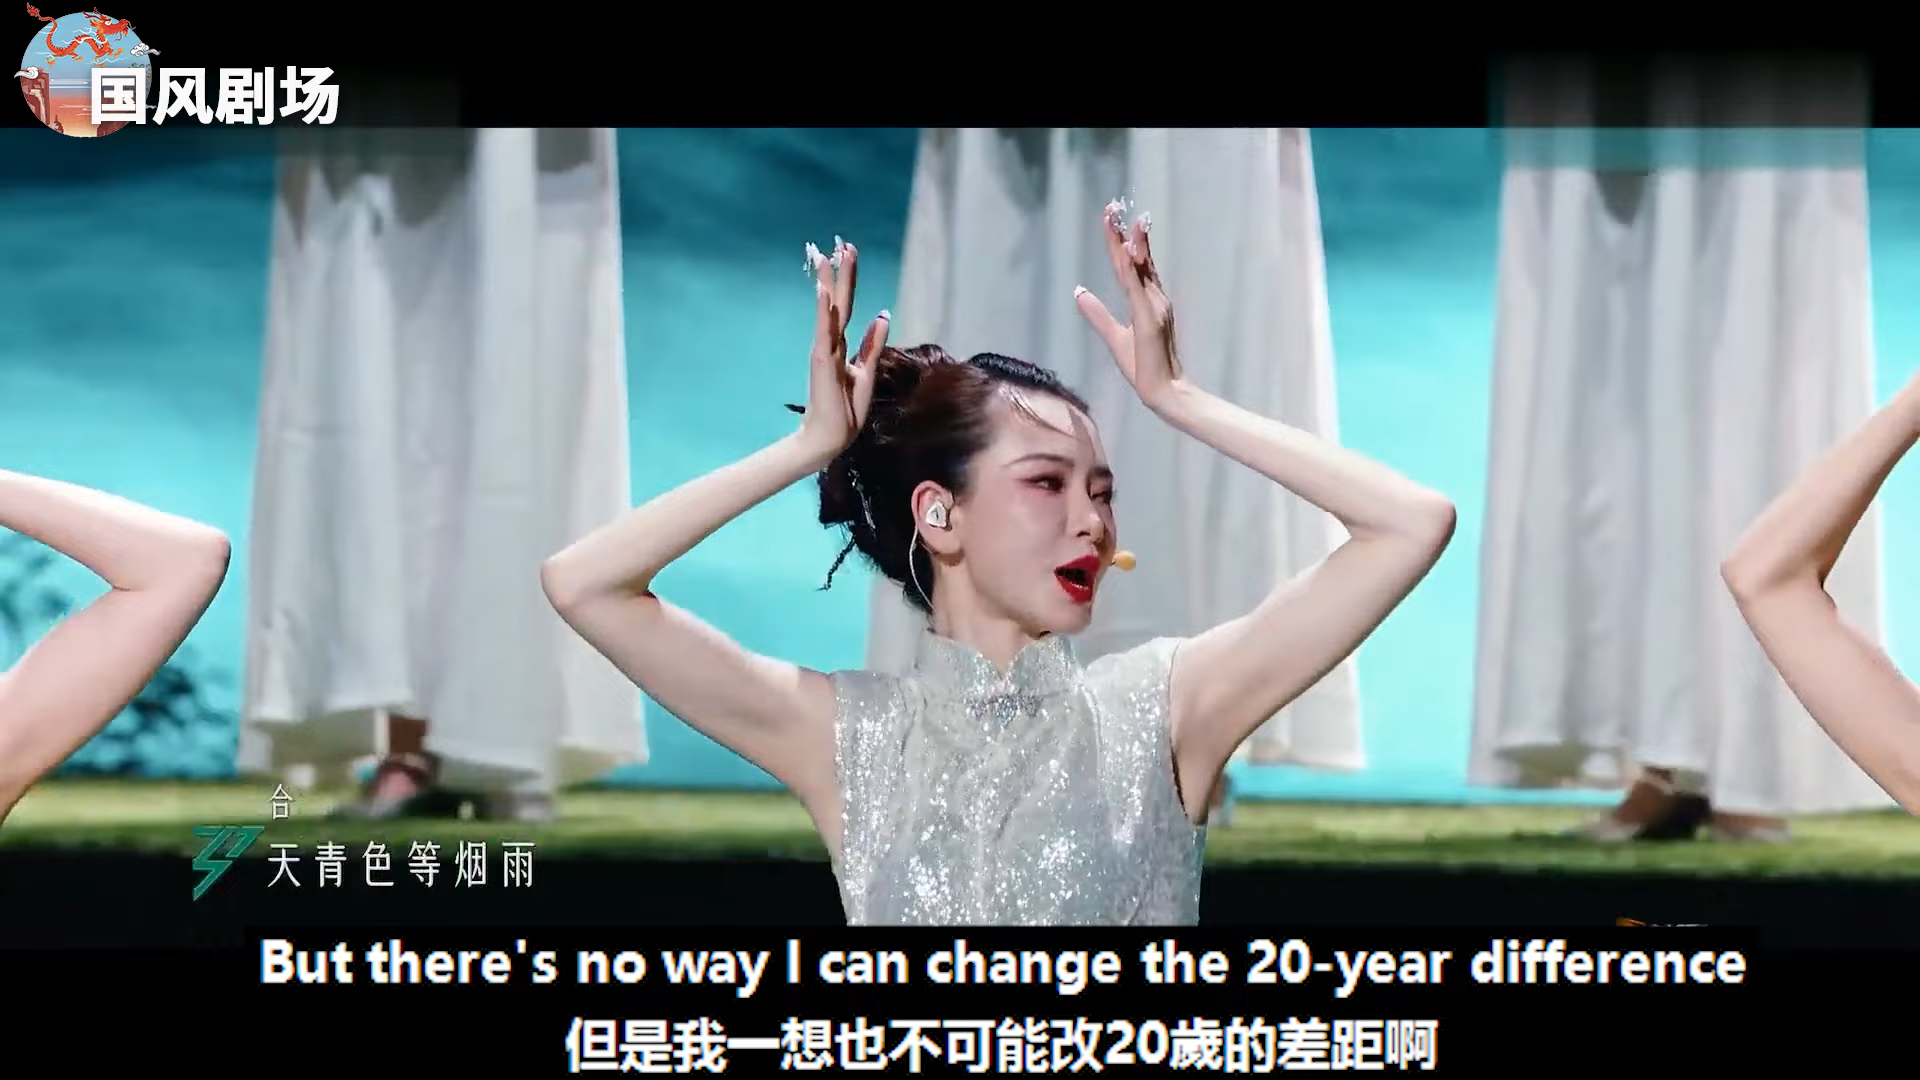 国风剧场
合
天青色等烟雨
But there's no way I can change the 20-year difference
但是我一想也不可能改20歲的差距啊